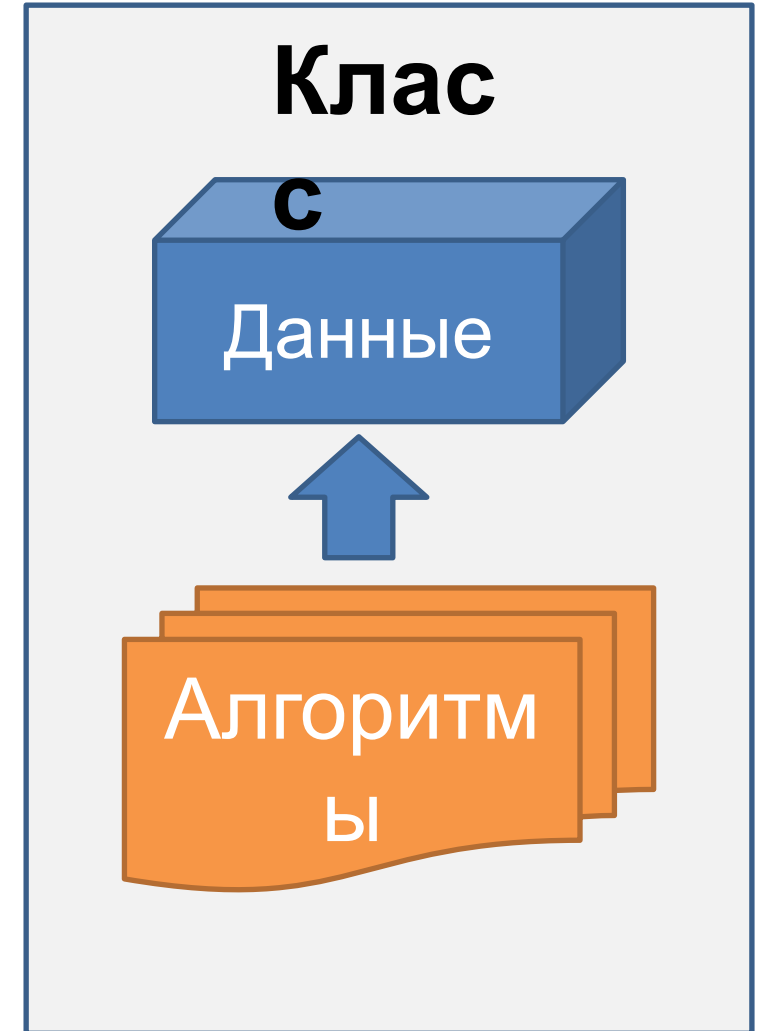 Клас
с
Данные
Алгоритм
ы